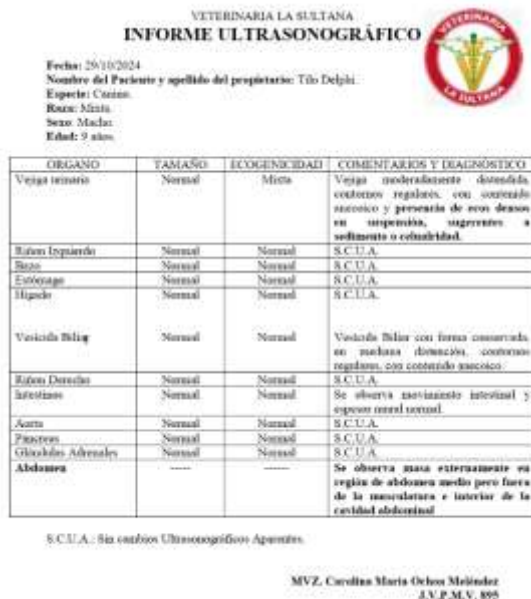 VETERINARIA LA SULTANA
INFORME ULTRASONOGRÁFICO
VETERINARIA
LA SULTANA
Fecha: 29/10/2024
Nombre del Paciente y apellido del propietario: Tilo Delphi.
Especie: Canino.
Raza: Mixta
Sexo: Macho
Edad: 9 años.
ORGANO TAMAÑO ECOGENICIDAD COMENTARIOS Y DIAGNÓSTICO
Vejiga urinaria Normal Mixta Vejiga moderadamente distendida,
contornos regulares, con contenido
anecoico y presencia de ecos densos
en suspensión, sugerentes a
sedimento o celularidad.
Riñon Izquierdo Normal Normal S.C.U.A.
Bazo Normal Normal S.C.U.A.
Estómago Normal Normal S.C.U.A.
Hígado Normal Normal S.C.U.A.
Vesícula Biliar Normal Normal Vesícula Biliar con forma conservada,
en mediana distención, contornos
regulares, con contenido anecoico.
Riñon Derecho Normal Normal S.C.U.A.
Intestinos Normal Normal Se observa movimiento intestinal y
espesor mural normal.
Aorta Normal Normal S.C.U.A.
Páncreas Normal Normal S.C.U.A.
Glándulas Adrenales Normal Normal S.C.U.A.
Abdomen ----- ------ Se observa masa externamente en
región de abdomen medio pero fuera
de la musculatura e interior de la
cavidad abdominal
S.C.U.A.: Sin cambios Ultrasonográficos Aparentes.
MVZ. Carolina María Ochoa Meléndez
J.V.P.M.V. 895